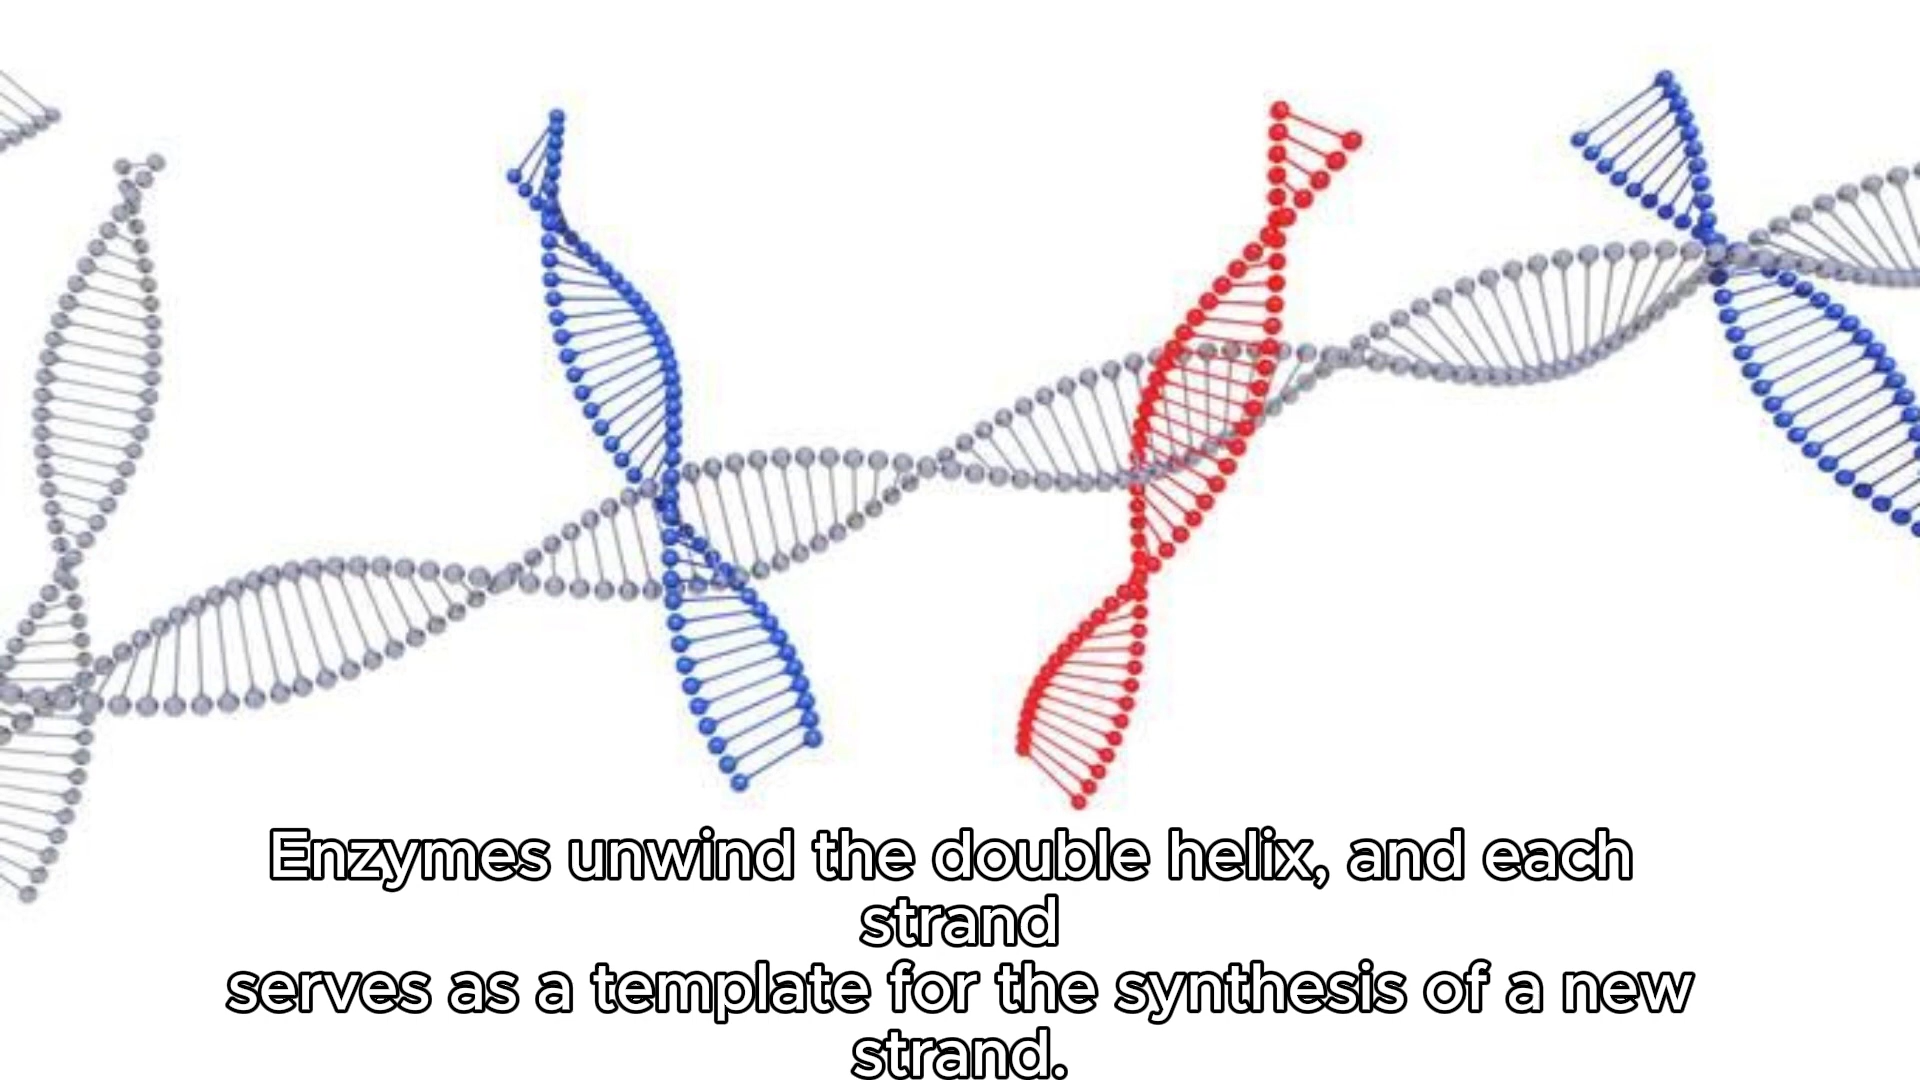 Enzymes unwind the double helix, and each
strand
serves as a template for the synthesis of a new
strand.